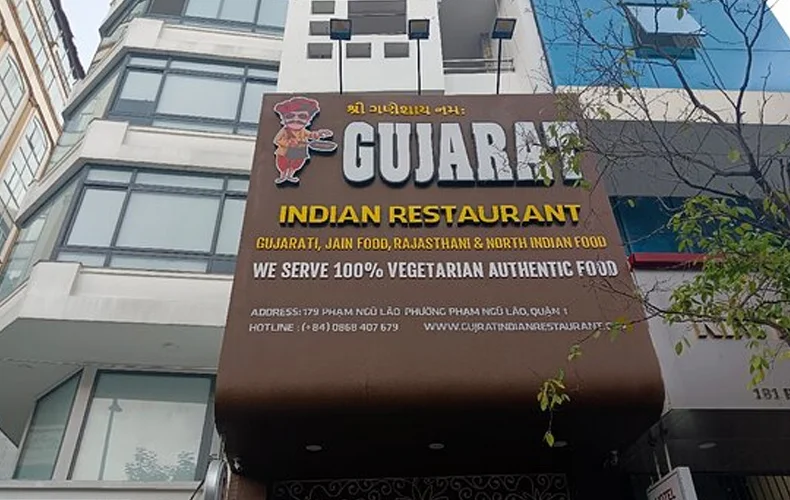 શ્રી ગણેશાય નમ:
GUJARAT
INDIAN RESTAURANT
GUJARATI, JAIN FOOD, RAJASTHANI & NORTH INDIAN FOOD
WE SERVE 100% VEGETARIAN AUTHENTIC FOOD
ADDRESS: 179 PHẠM NGŨ LÃO PHƯỜNG PHẠM NGŨ LÃO, QUẬN 1
HOTLINE : (+84) 0868 407 679 WWW.GUJRATINDIANRESTAURANT.
181